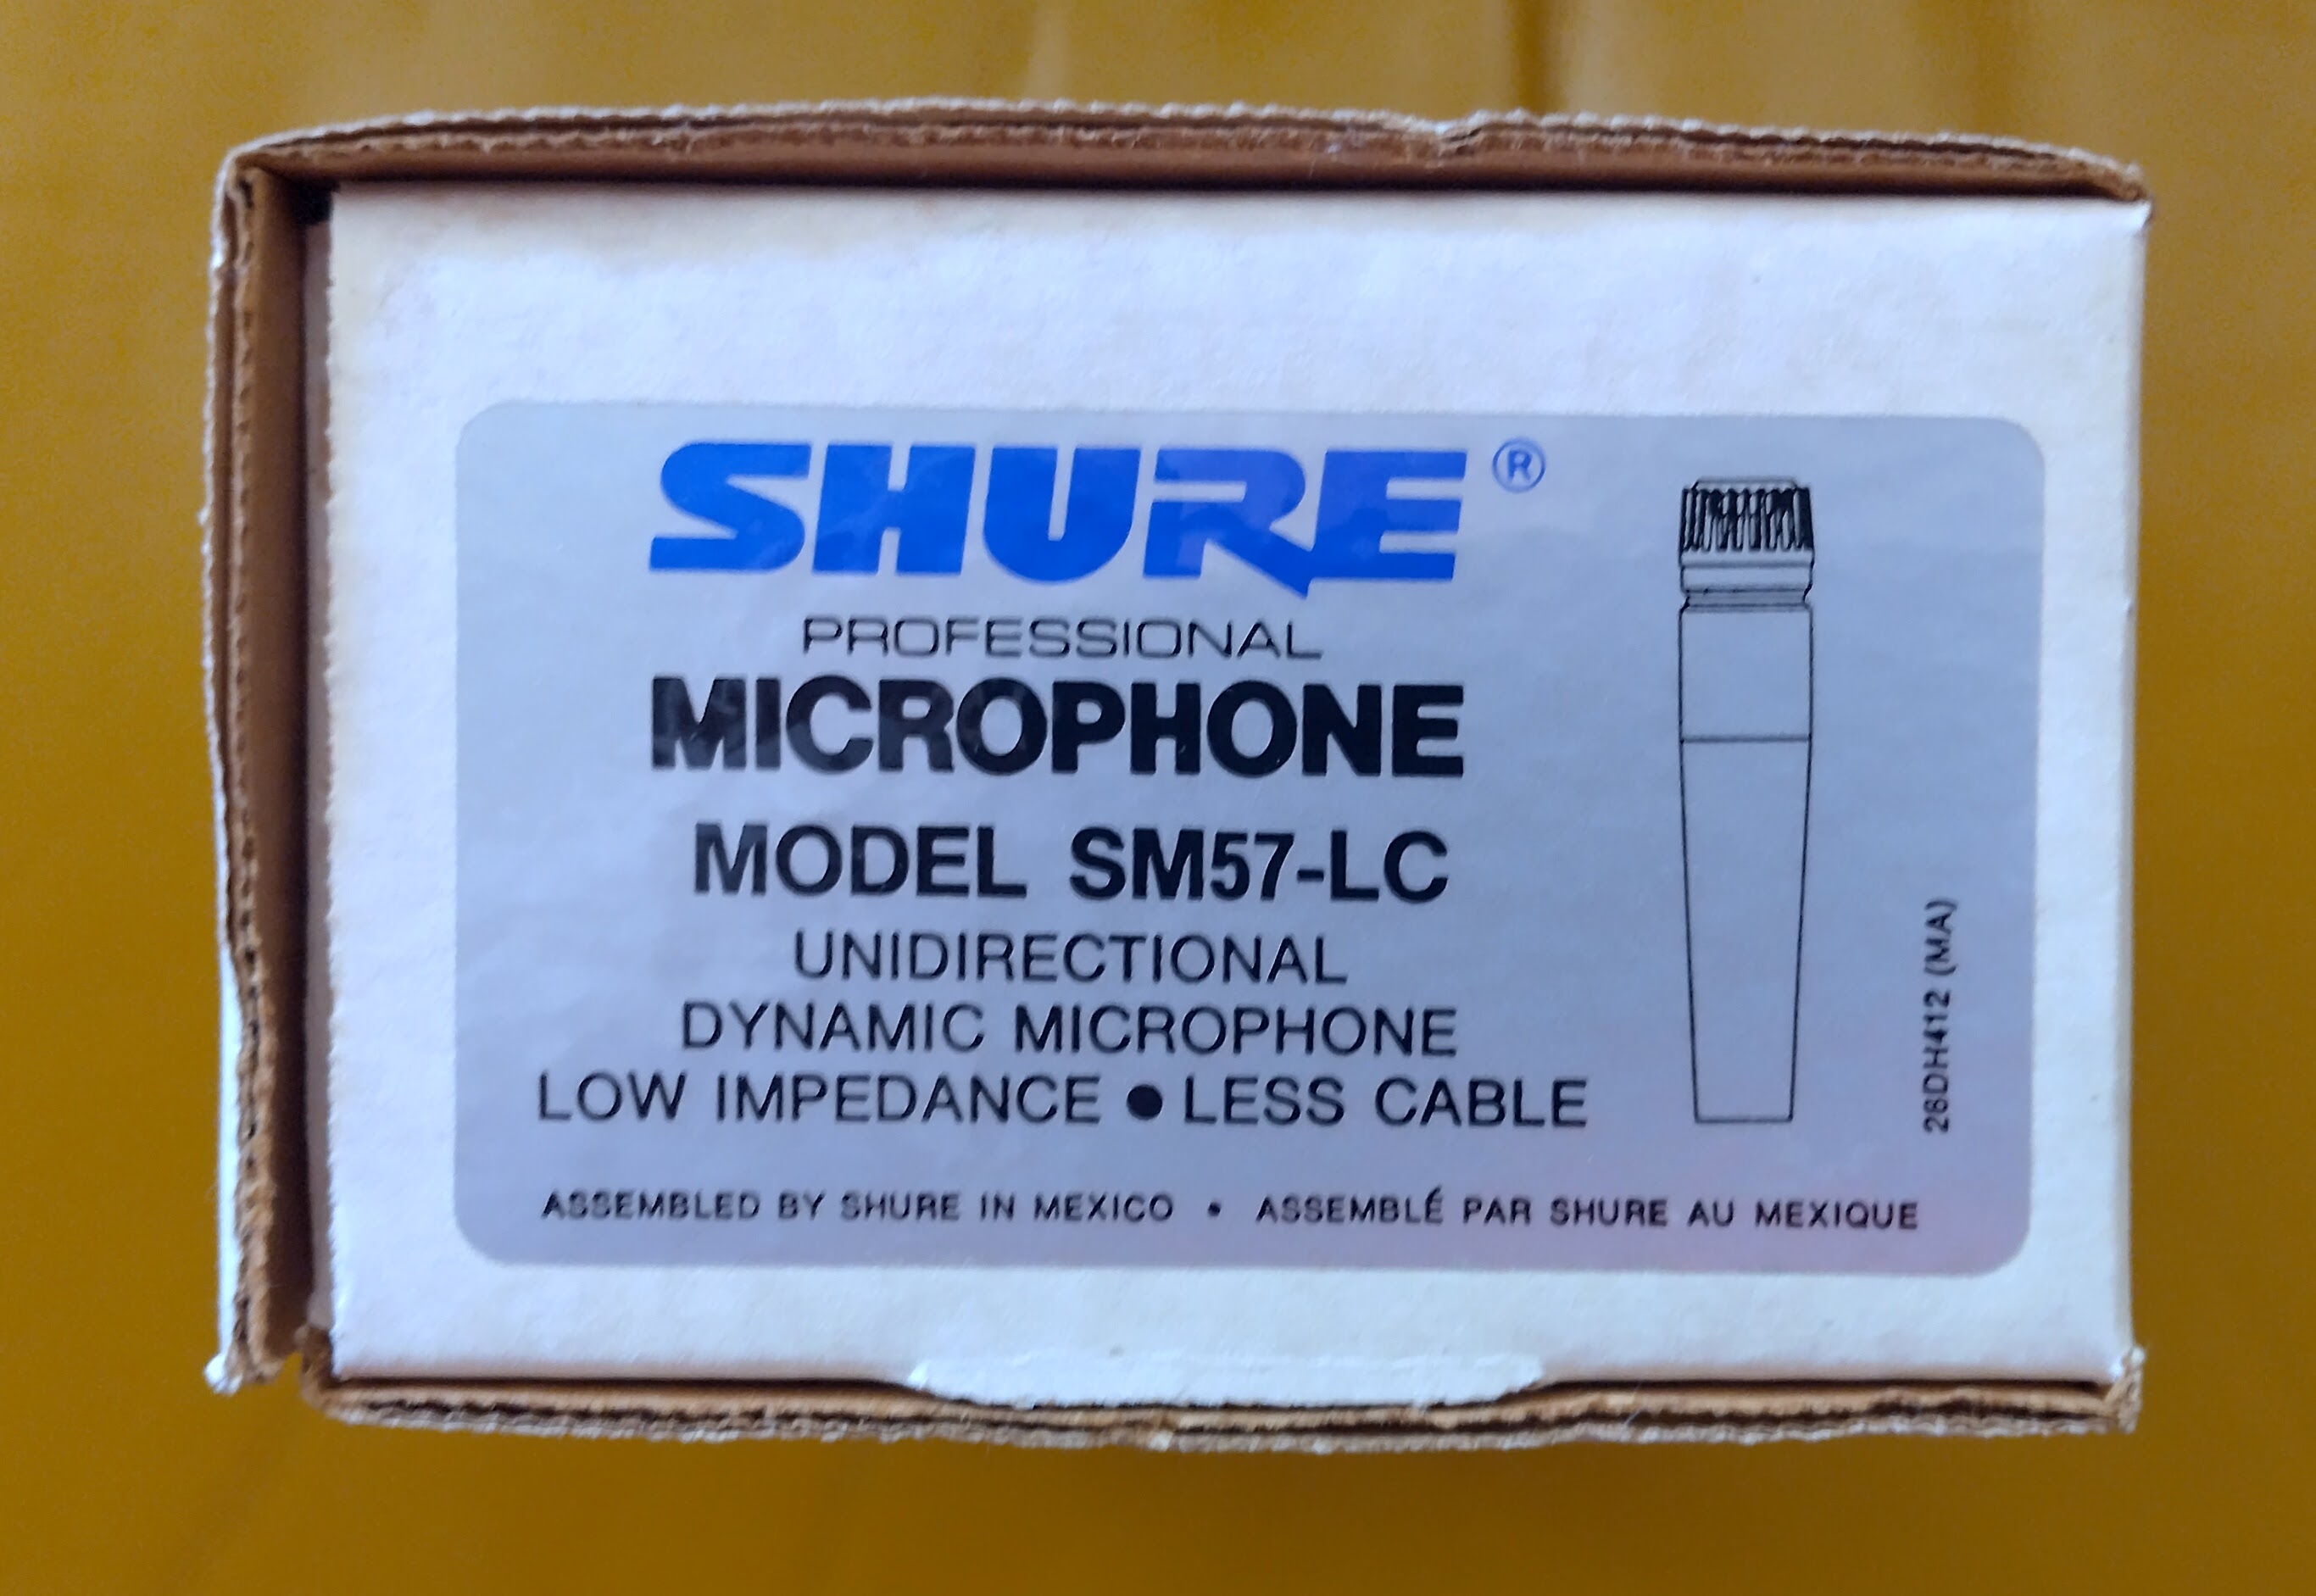 SHURE®
PROFESSIONAL
MICROPHONE
MODEL SM57-LC
UNIDIRECTIONAL
DYNAMIC MICROPHONE
LOW IMPEDANCE ● LESS CABLE
ASSEMBLED BY SHURE IN MEXICO • ASSEMBLÉ PAR SHURE AU MEXIQUE
26DH412 (MA)